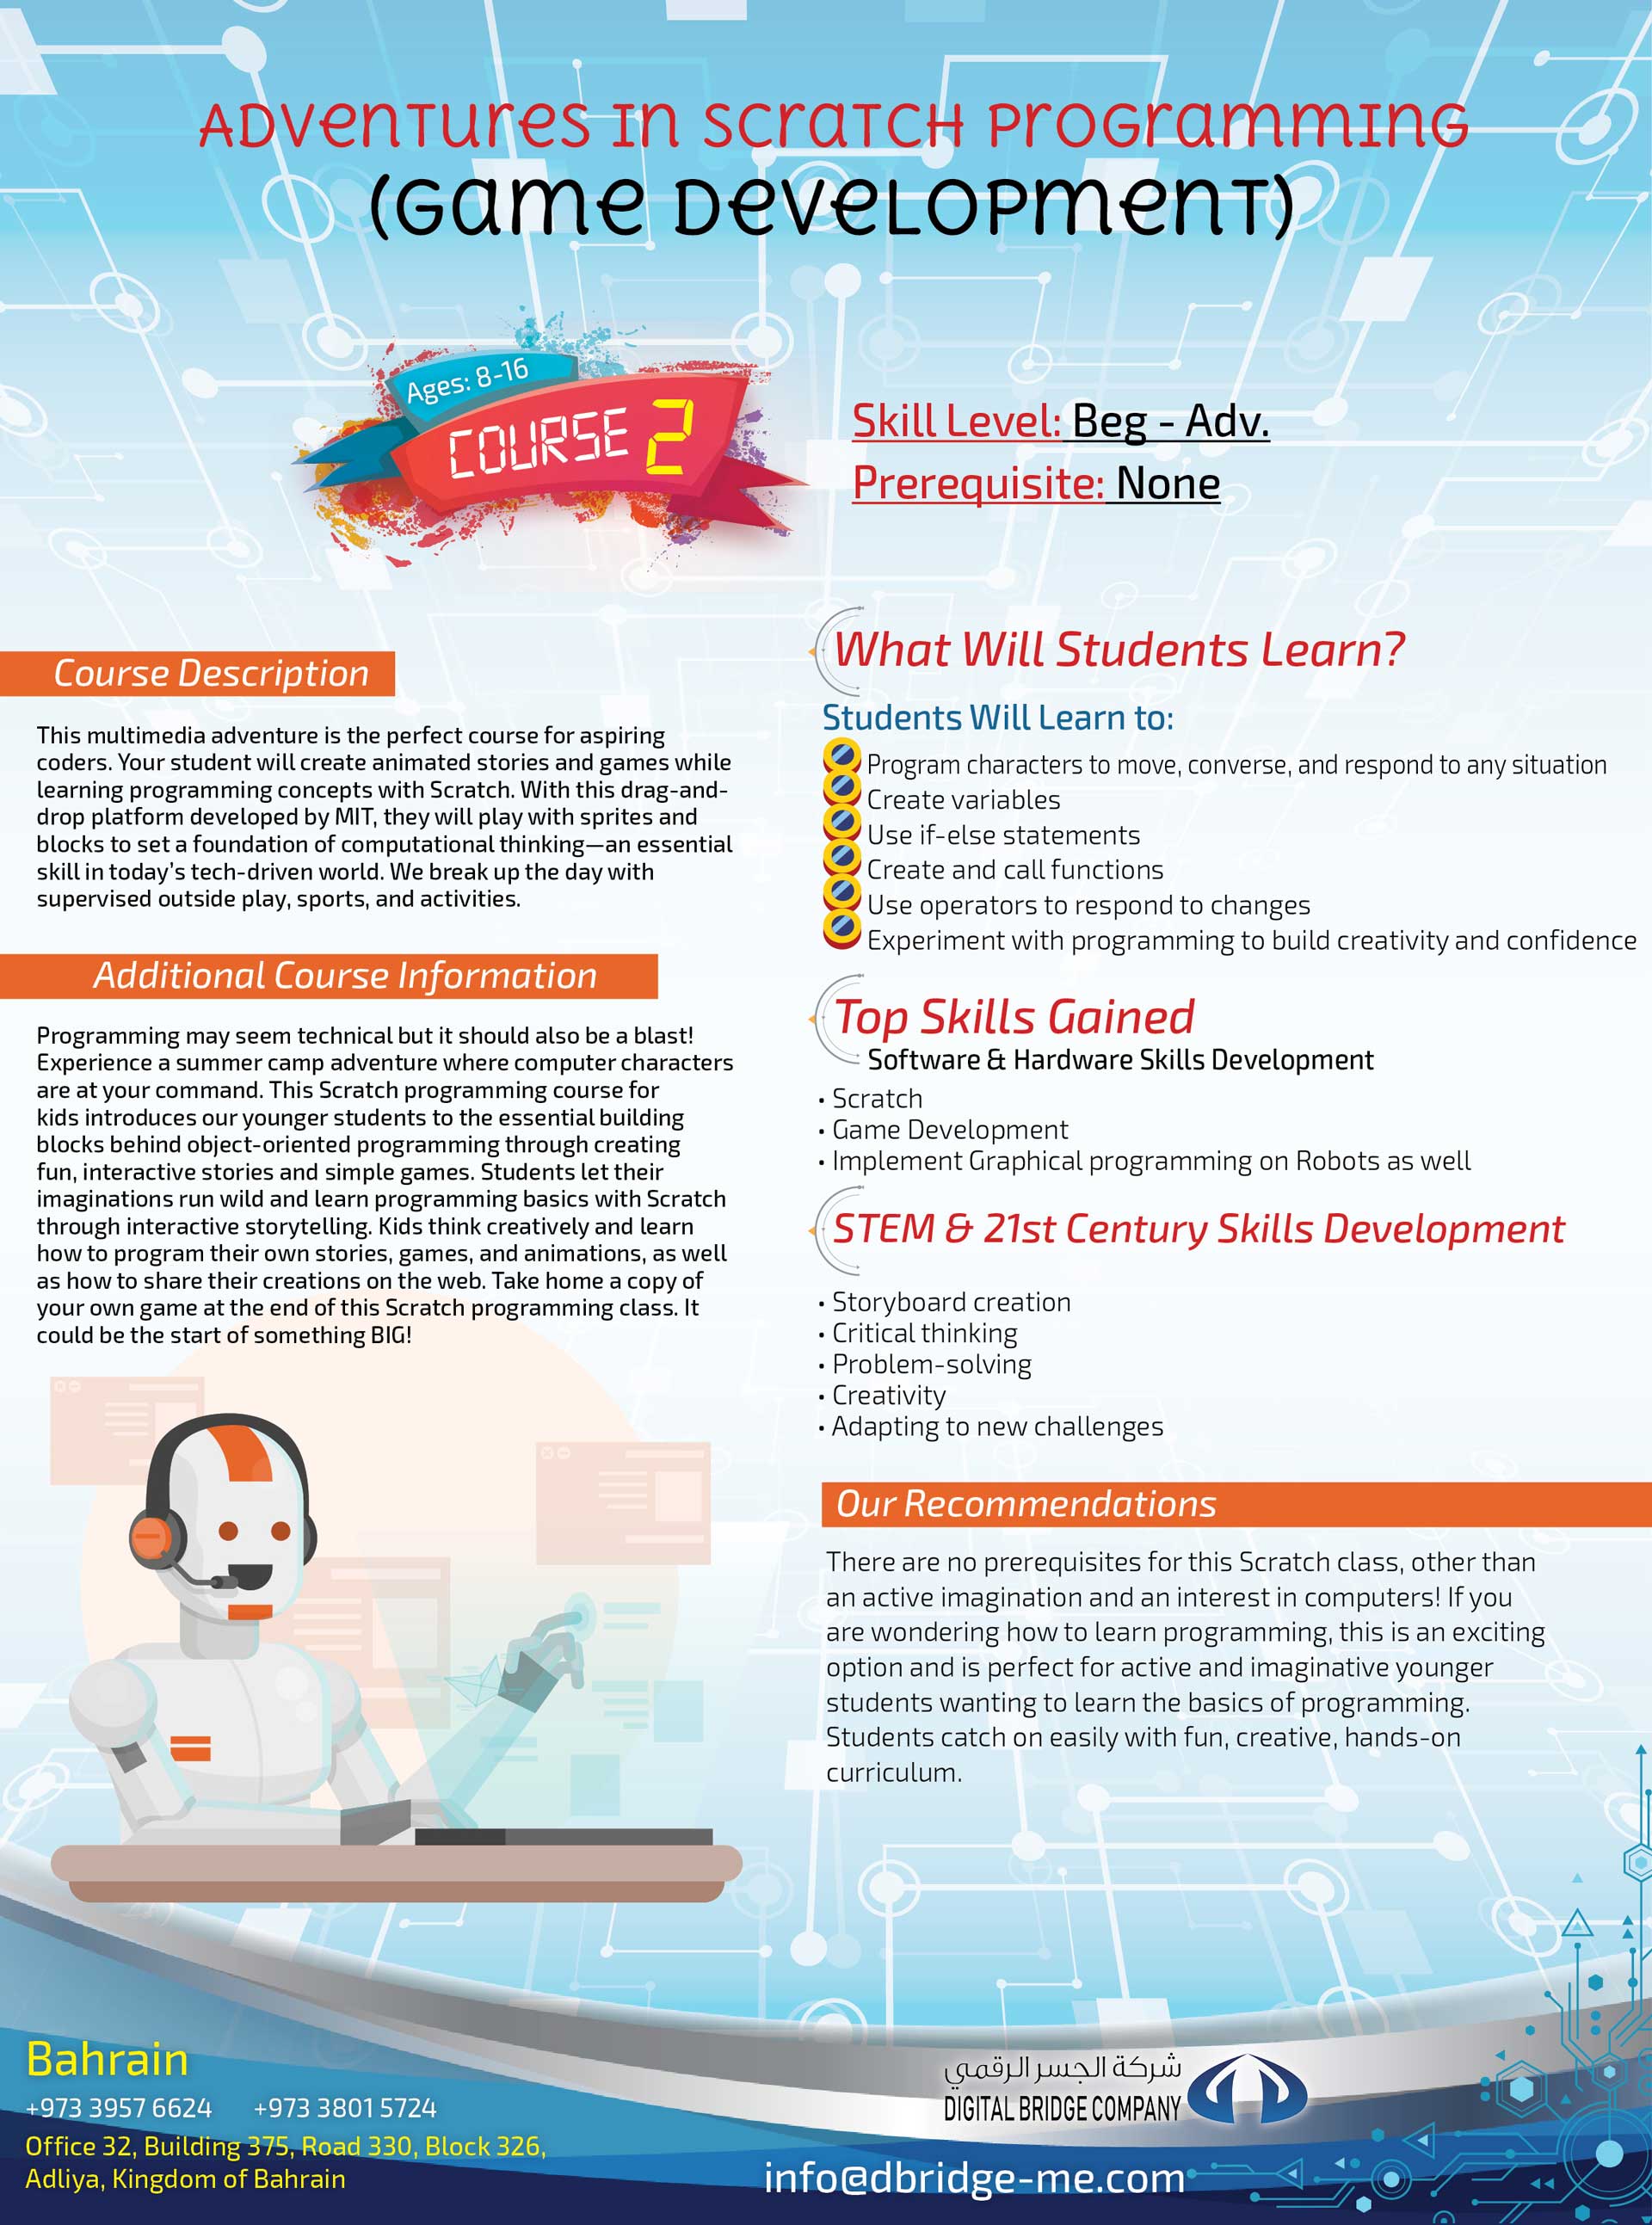 Adventures in Scratch Programming
(Game Development)
Ages: 8-16
COURSE 2
Skill Level: Beg - Adv.
Prerequisite: None
Course Description
This multimedia adventure is the perfect course for aspiring
coders. Your student will create animated stories and games while
learning programming concepts with Scratch. With this drag-and-
drop platform developed by MIT, they will play with sprites and
blocks to set a foundation of computational thinking—an essential
skill in today's tech-driven world. We break up the day with
supervised outside play, sports, and activities.
Additional Course Information
Programming may seem technical but it should also be a blast!
Experience a summer camp adventure where computer characters
are at your command. This Scratch programming course for
kids introduces our younger students to the essential building
blocks behind object-oriented programming through creating
fun, interactive stories and simple games. Students let their
imaginations run wild and learn programming basics with Scratch
through interactive storytelling. Kids think creatively and learn
how to program their own stories, games, and animations, as well
as how to share their creations on the web. Take home a copy of
your own game at the end of this Scratch programming class. It
could be the start of something BIG!
What Will Students Learn?
Students Will Learn to:
Program characters to move, converse, and respond to any situation
Create variables
Use if-else statements
Create and call functions
Use operators to respond to changes
Experiment with programming to build creativity and confidence
Top Skills Gained
Software & Hardware Skills Development
• Scratch
• Game Development
• Implement Graphical programming on Robots as well
STEM & 21st Century Skills Development
• Storyboard creation
• Critical thinking
• Problem-solving
• Creativity
• Adapting to new challenges
Our Recommendations
There are no prerequisites for this Scratch class, other than
an active imagination and an interest in computers! If you
are wondering how to learn programming, this is an exciting
option and is perfect for active and imaginative younger
students wanting to learn the basics of programming.
Students catch on easily with fun, creative, hands-on
curriculum.
Bahrain
+973 3957 6624 +973 3801 5724
Office 32, Building 375, Road 330, Block 326,
Adliya, Kingdom of Bahrain
شركة الجسر الرقمي
DIGITAL BRIDGE COMPANY
info@dbridge-me.com